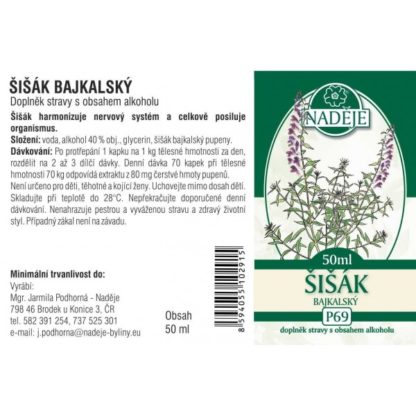 ŠIŠÁK BAJKALSKÝ
Doplněk stravy s obsahem alkoholu
Šišák harmonizuje nervový systém a celkově posiluje
organismus.
Složení: voda, alkohol 40 % obj., glycerin, šišák bajkalský pupeny.
Dávkování: Po protřepání 1 kapka na 1 kg tělesné hmotnosti za den,
rozdělit na 2 až 3 dílčí dávky. Denní dávka 70 kapek při tělesné
hmotnosti 70 kg odpovídá extraktu z 80 mg čerstvé hmoty pupenů.
Není určeno pro děti, těhotné a kojící ženy. Uchovejte mimo dosah dětí.
Skladujte při teplotě do 28°C. Nepřekračujte doporučené denní
dávkování. Nenahrazuje pestrou a vyváženou stravu a zdravý životní
styl. Případný zákal není na závadu.
Minimální trvanlivost do:
Vyrábí:
Mgr. Jarmila Podhorná - Naděje
798 46 Brodek u Konice 3, ČR
tel. 582 391 254, 737 525 301
e-mail: j.podhorna@nadeje-byliny.eu
Obsah
50 ml
8594055102915
NADĚJE
50ml
ŠIŠÁK
BAJKALSKÝ
P69
doplněk stravy s obsahem alkoholu